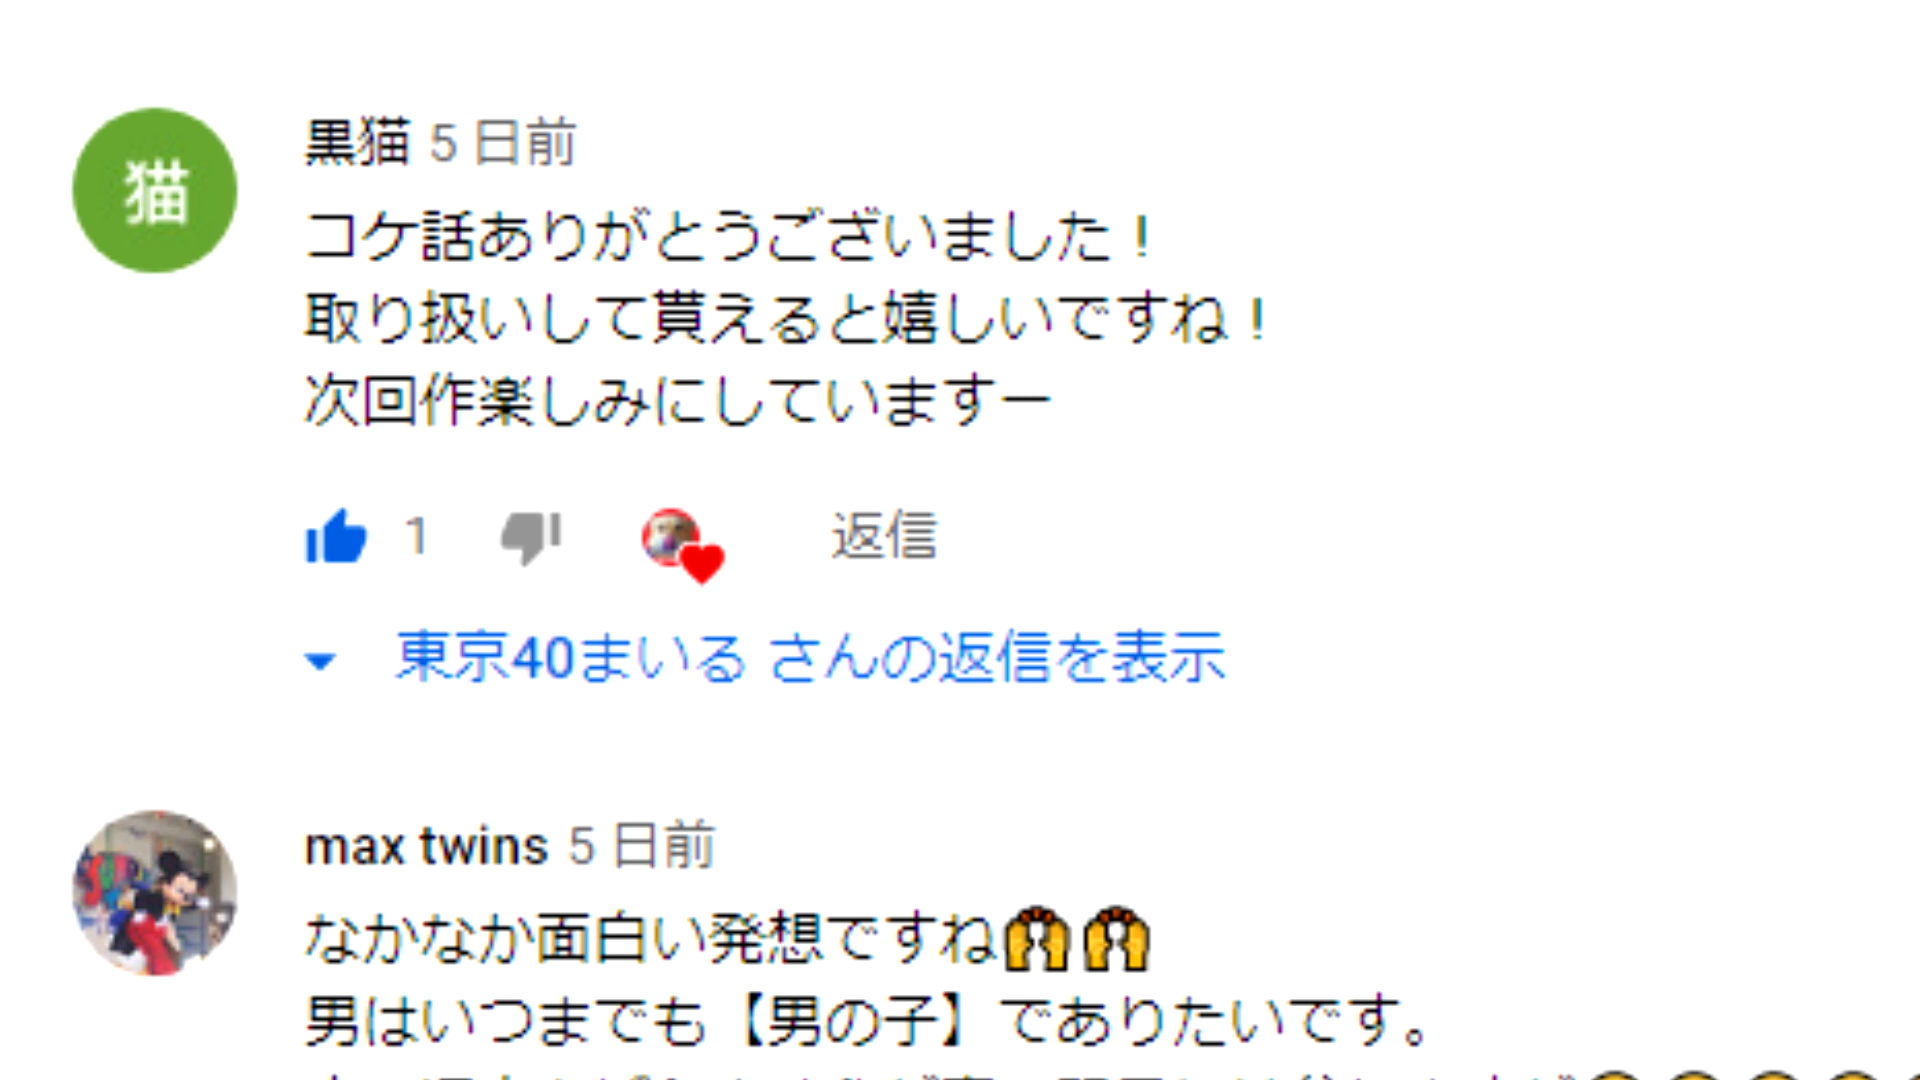 猫
黒猫 5 日前
コケ話ありがとうございました！
取り扱いして貰えると嬉しいですね！
次回作楽しみにしていますー
1 返信
東京40まいる さんの返信を表示
max twins 5 日前
なかなか面白い発想ですね🙌🙌
男はいつまでも【男の子】でありたいです。